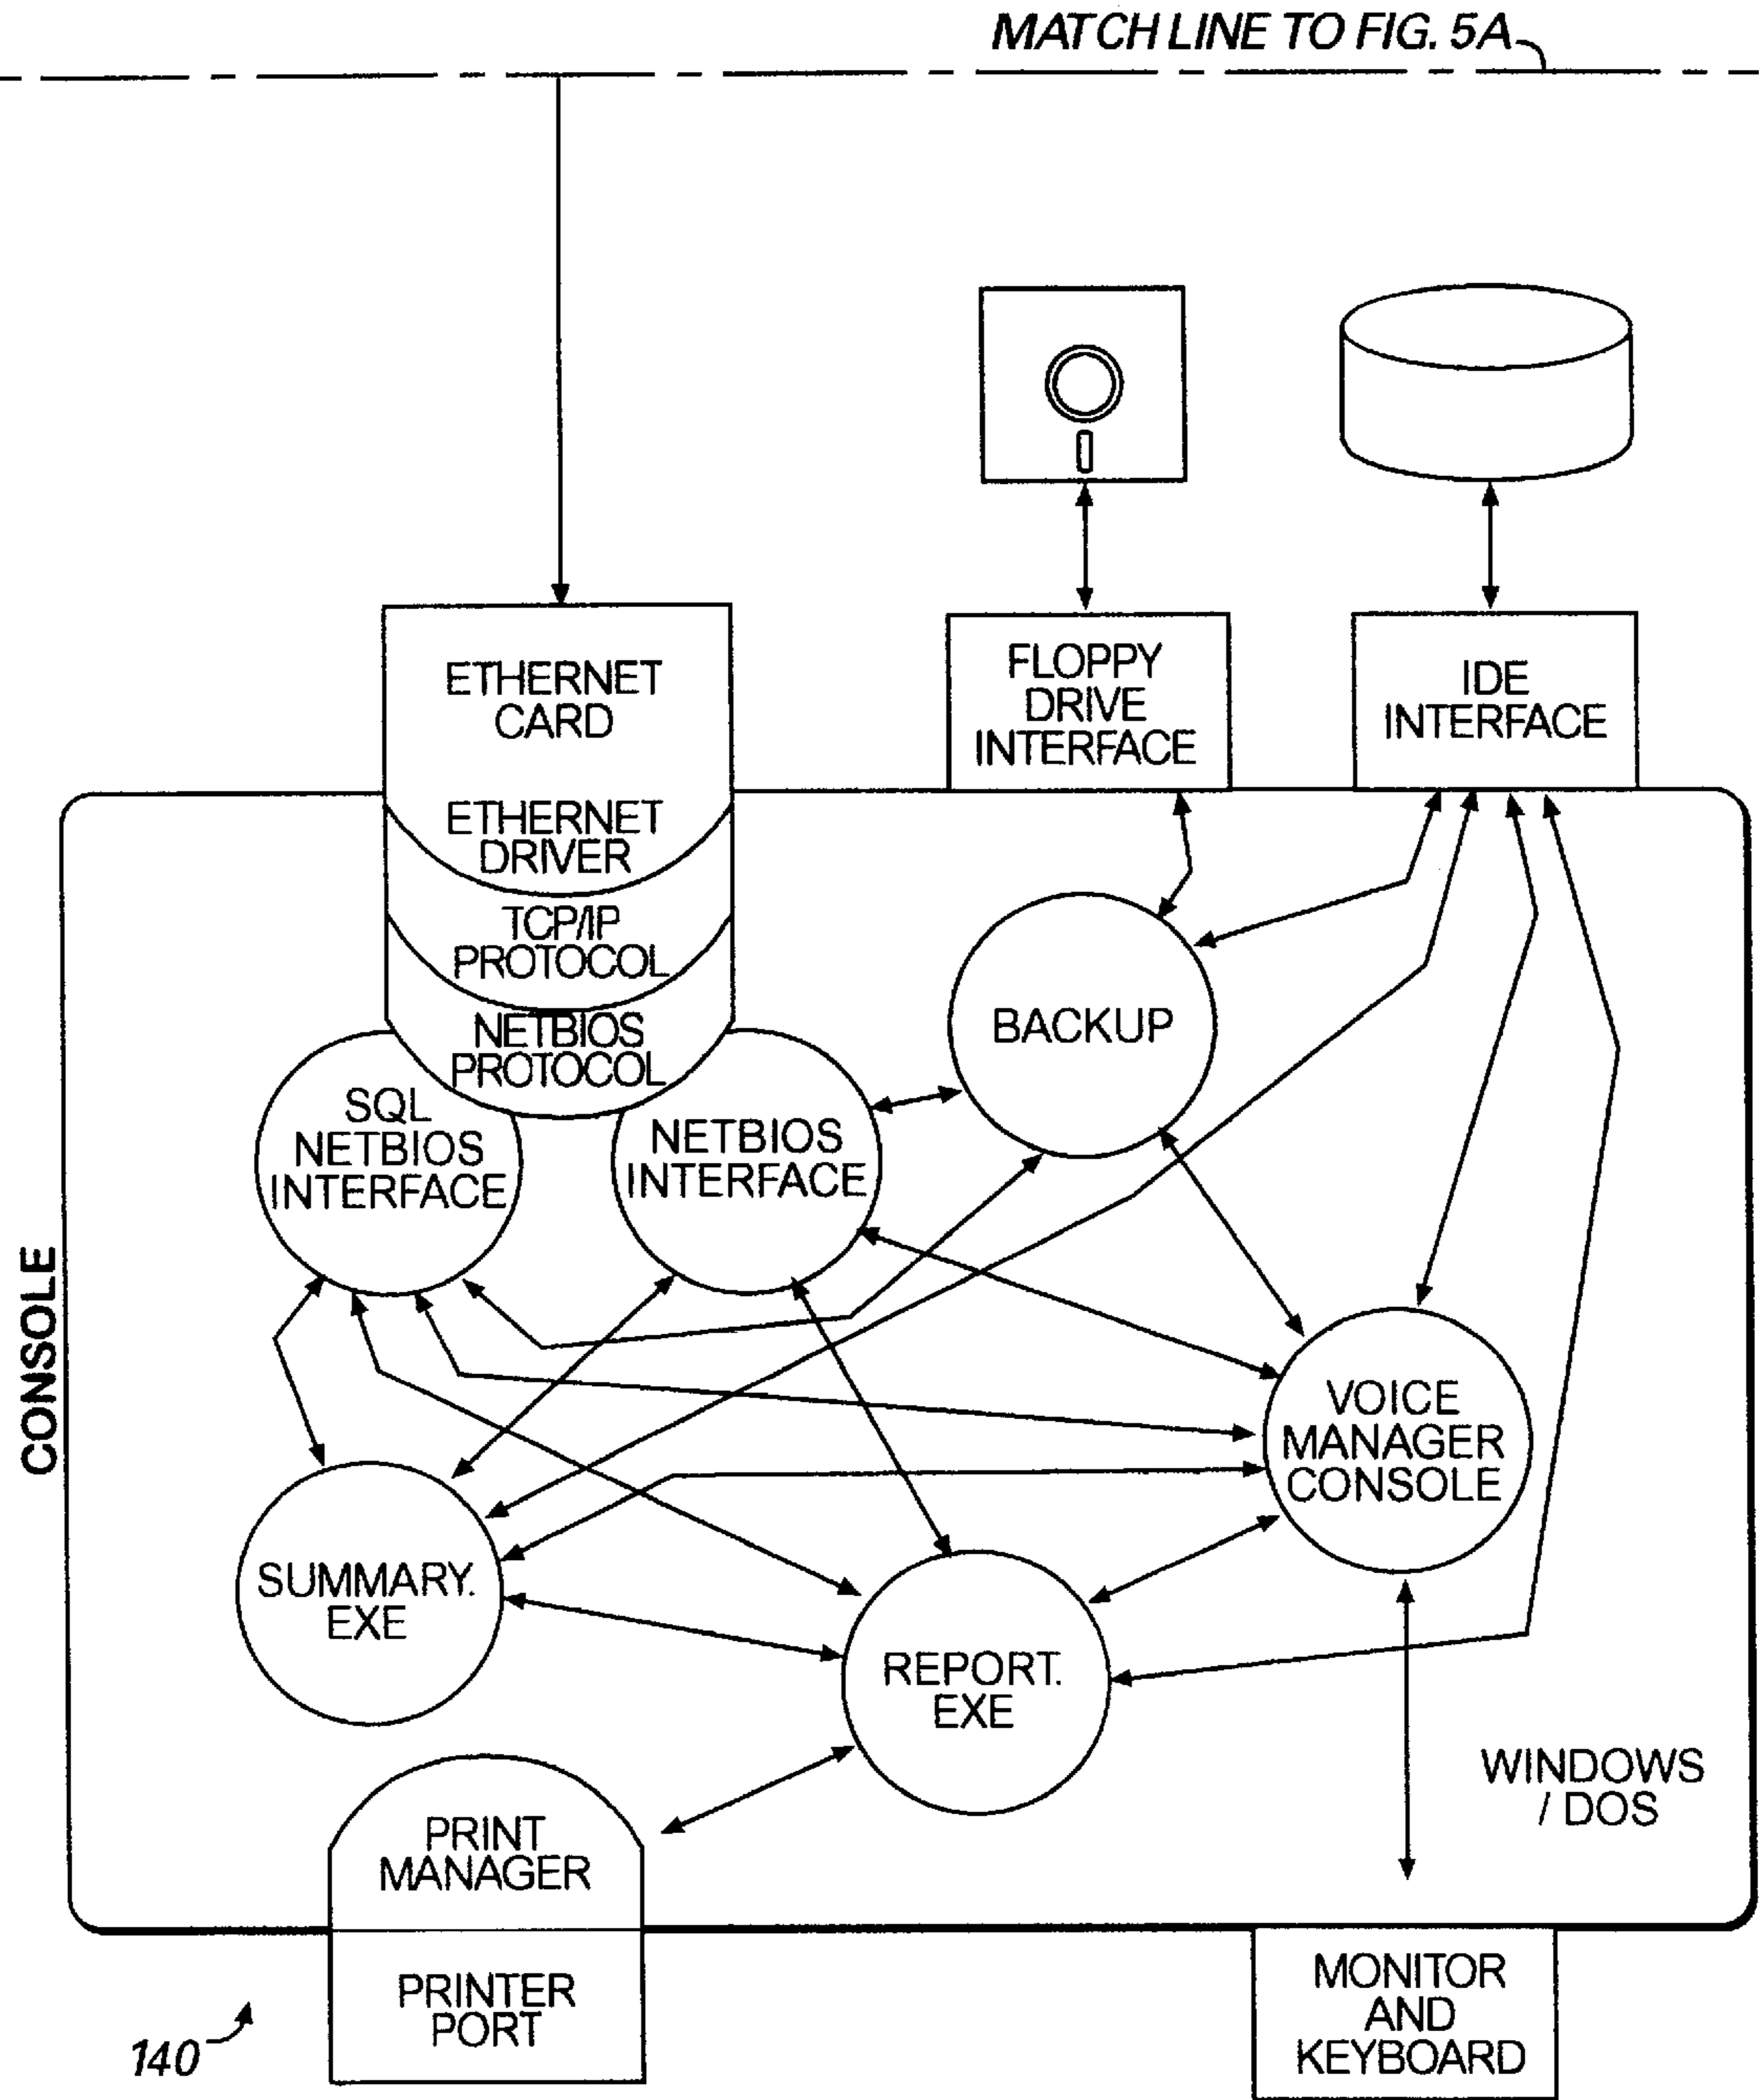 MATCH LINE TO FIG. 5A
ETHERNET
CARD
FLOPPY
DRIVE
INTERFACE
IDE
INTERFACE
ETHERNET
DRIVER
TCP/IP
PROTOCOL
NETBIOS
PROTOCOL
BACKUP
SQL
NETBIOS
INTERFACE
NETBIOS
INTERFACE
CONSOLE
VOICE
MANAGER
CONSOLE
SUMMARY.
EXE
REPORT.
EXE
WINDOWS
/ DOS
PRINT
MANAGER
PRINTER
PORT
MONITOR
AND
KEYBOARD
140